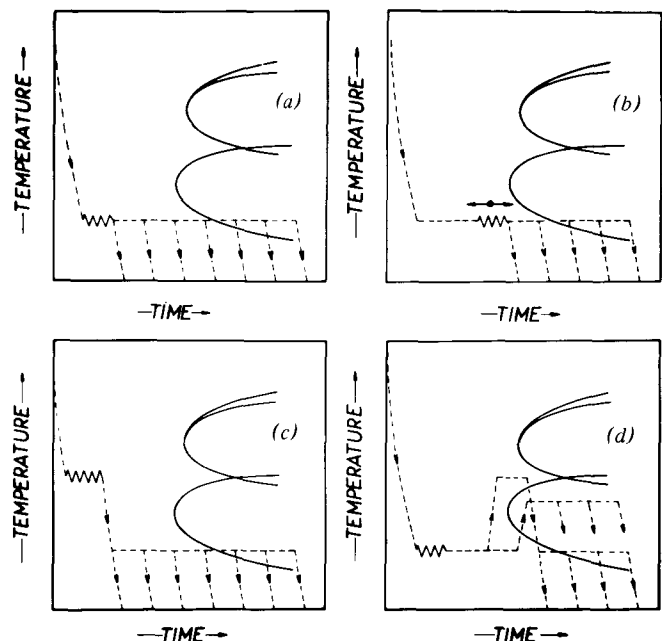 —TEMPERATURE→
(a)
—TIME→
—TEMPERATURE→
(b)
—TIME→
—TEMPERATURE→
(c)
—TIME→
—TEMPERATURE→
(d)
—TIME→